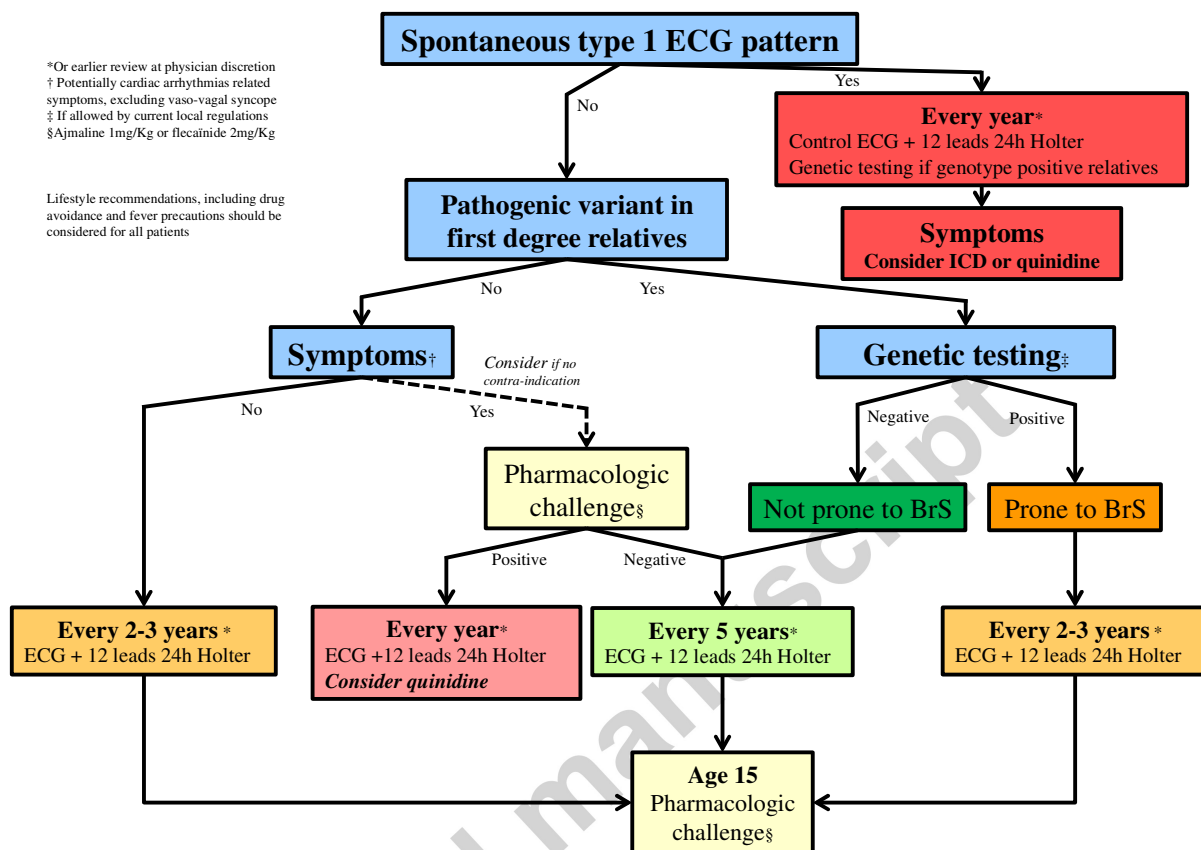 Spontaneous type 1 ECG pattern
*Or earlier review at physician discretion
† Potentially cardiac arrhythmias related
symptoms, excluding vaso-vagal syncope
‡ If allowed by current local regulations
§Ajmaline 1mg/Kg or flecaïnide 2mg/Kg
Lifestyle recommendations, including drug
avoidance and fever precautions should be
considered for all patients
No
Yes
Every year*
Control ECG + 12 leads 24h Holter
Genetic testing if genotype positive relatives
Symptoms
Consider ICD or quinidine
Pathogenic variant in
first degree relatives
No
Yes
Symptoms†
Consider if no
contra-indication
Genetic testing‡
No
Yes
Negative
Positive
Pharmacologic
challenge§
Not prone to BrS
Prone to BrS
Positive
Negative
Every 2-3 years *
ECG + 12 leads 24h Holter
Every year*
ECG +12 leads 24h Holter
Consider quinidine
Every 5 years*
ECG + 12 leads 24h Holter
Every 2-3 years *
ECG + 12 leads 24h Holter
Age 15
Pharmacologic
challenge§
manuscript